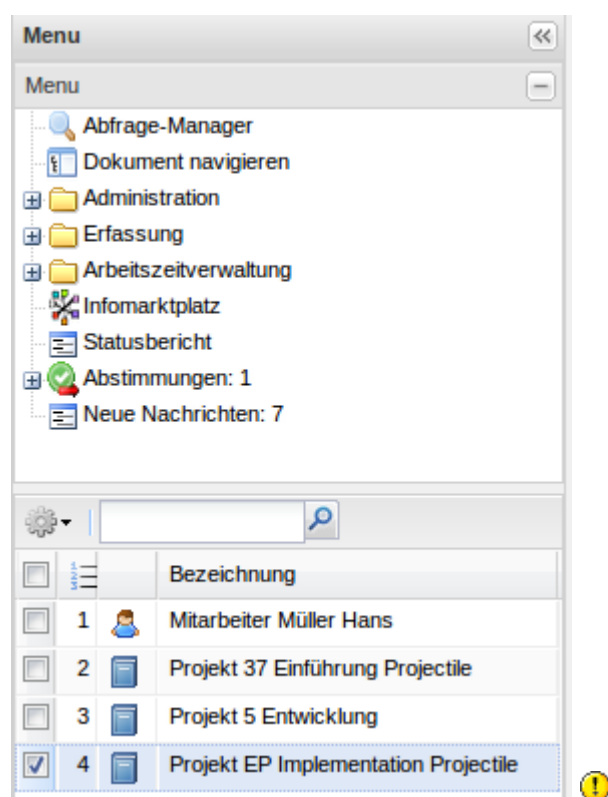 Menu
Menu
Abfrage-Manager
Dokument navigieren
Administration
Erfassung
Arbeitszeitverwaltung
Infomarktplatz
Statusbericht
Abstimmungen: 1
Neue Nachrichten: 7
Bezeichnung
1 Mitarbeiter Müller Hans
2 Projekt 37 Einführung Projectile
3 Projekt 5 Entwicklung
4 Projekt EP Implementation Projectile